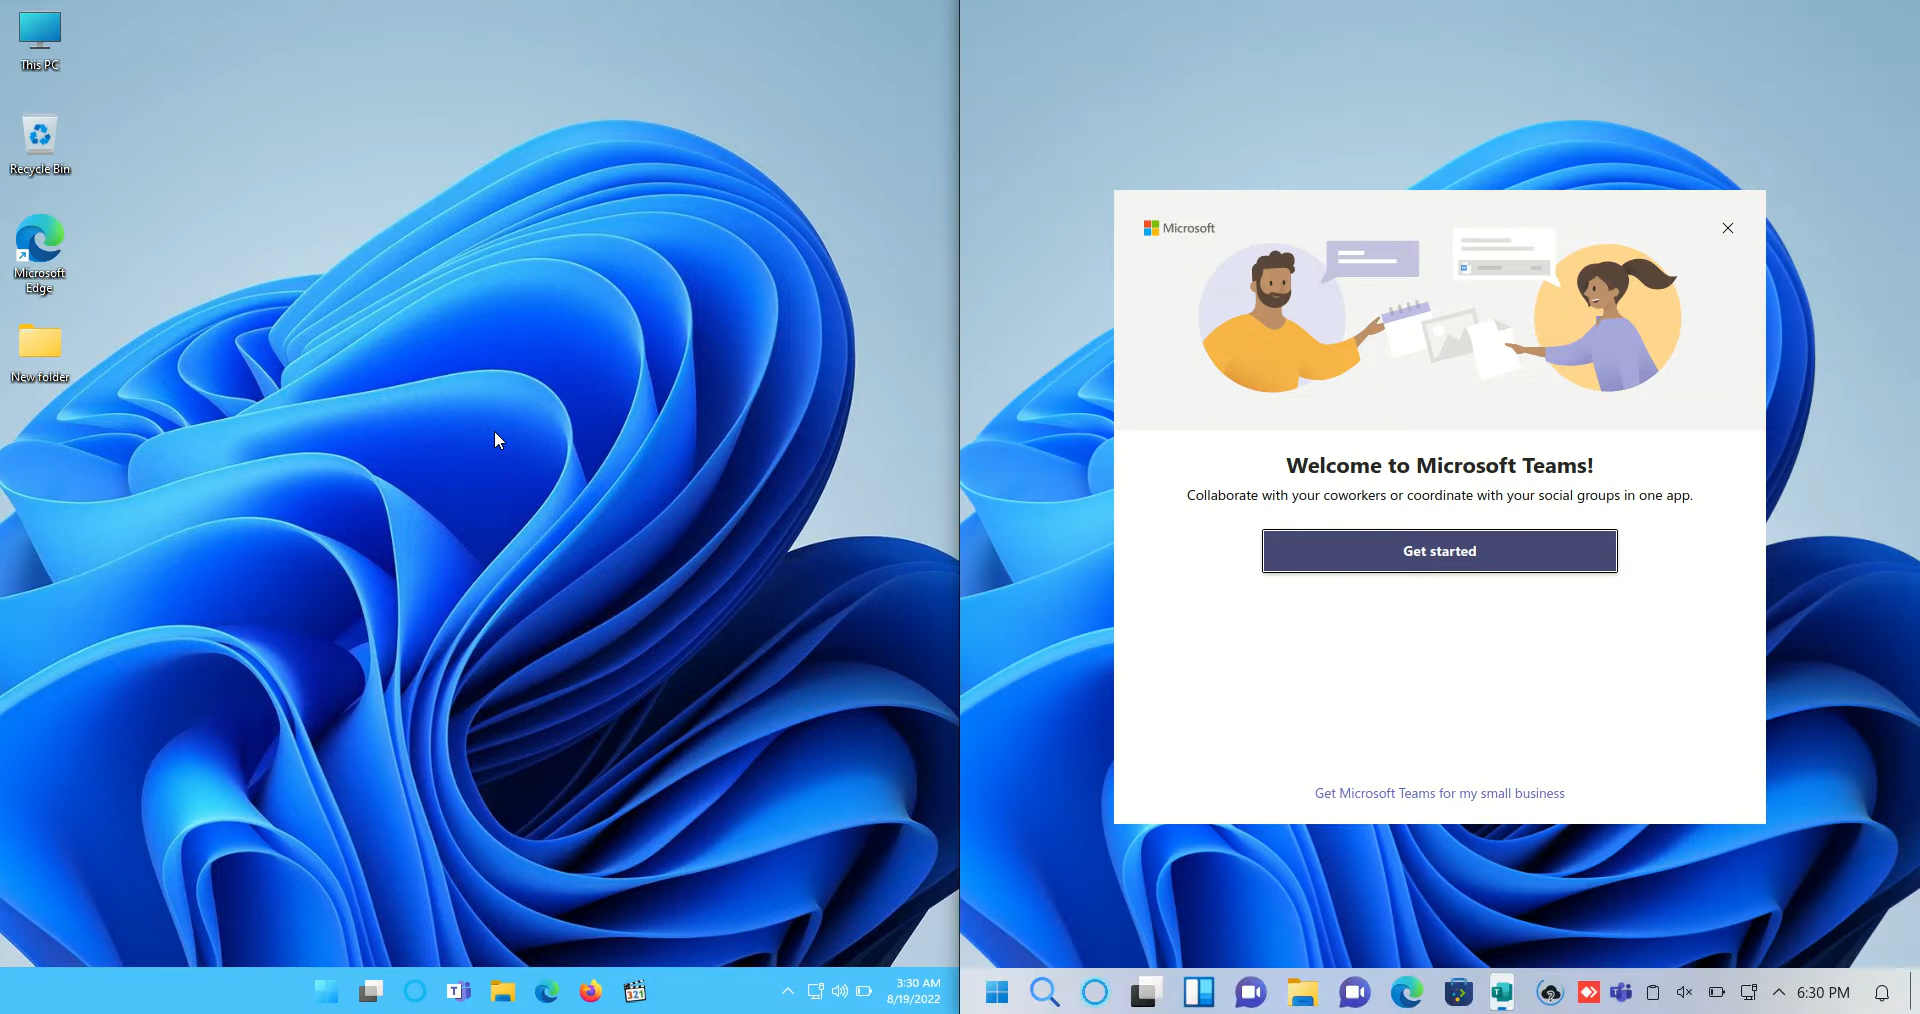 This PC
Recycle Bin
Microsoft
Edge
New folder
Microsoft
Welcome to Microsoft Teams!
Collaborate with your coworkers or coordinate with your social groups in one app.
Get started
Get Microsoft Teams for my small business
321
3:30 AM
8/19/2022
6:30 PM